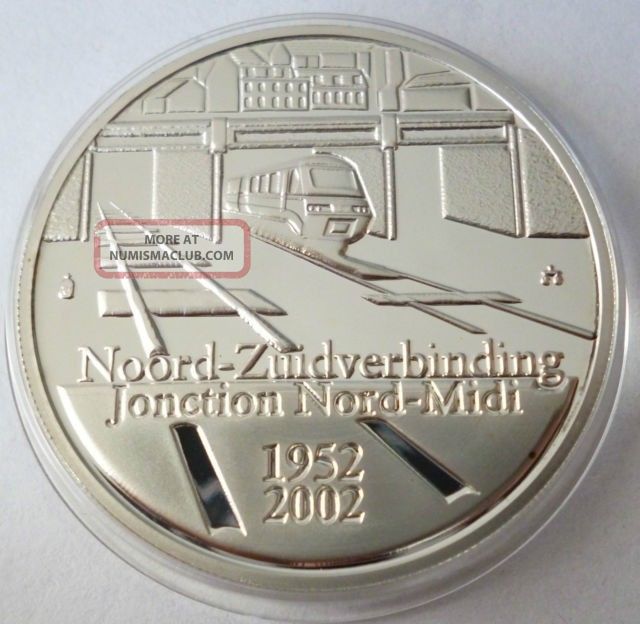 MORE AT
NUMISMACLUB.COM
Noord-Zuidverbinding
Jonction Nord-Midi
1952
2002